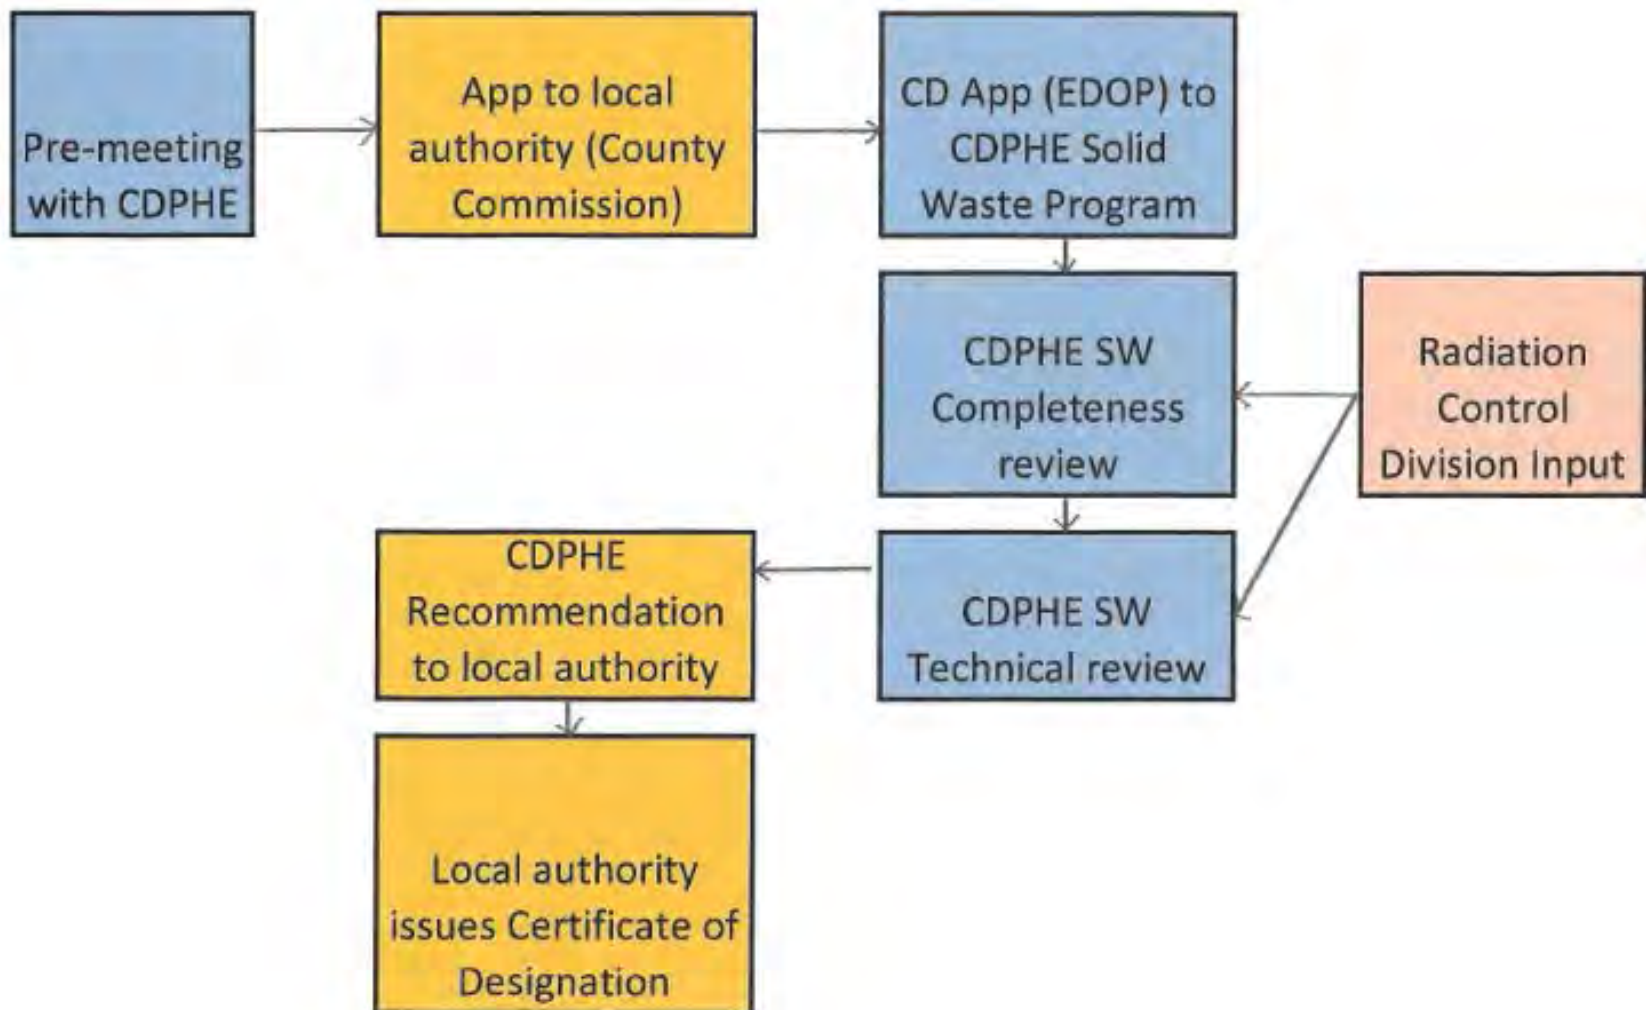 Pre-meeting
with CDPHE
App to local
authority (County
Commission)
CD App (EDOP) to
CDPHE Solid
Waste Program
CDPHE SW
Completeness
review
Radiation
Control
Division Input
CDPHE SW
Technical review
CDPHE
Recommendation
to local authority
Local authority
issues Certificate of
Designation